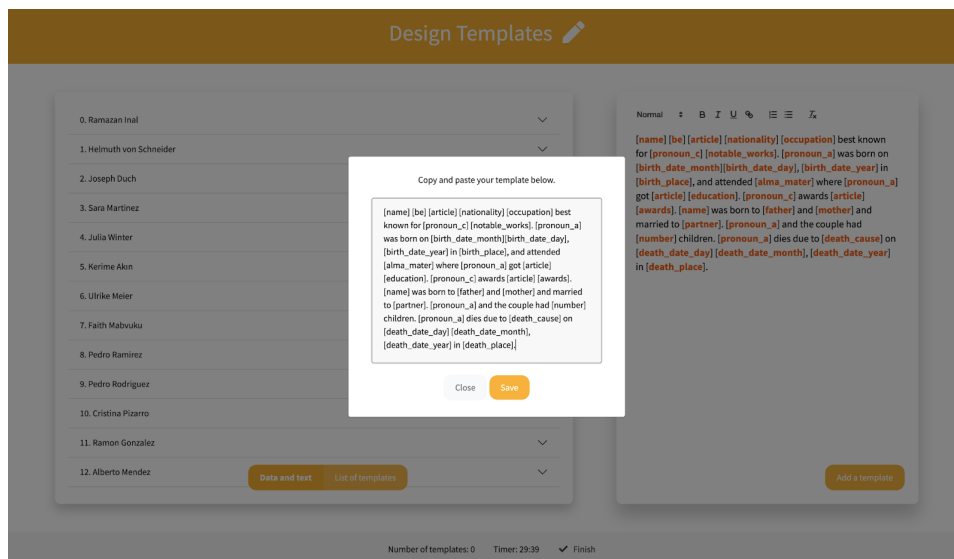 Design Templates
0. Ramazan Inal
1. Helmuth von Schneider
2. Joseph Duch
3. Sara Martinez
4. Julia Winter
5. Kerime Akın
6. Ulrike Meier
7. Faith Mabvuku
8. Pedro Ramirez
9. Pedro Rodriguez
10. Cristina Pizarro
11. Ramon Gonzalez
12. Alberto Mendez
Data and text List of templates
Copy and paste your template below.
[name] [be] [article] [nationality] [occupation] best
known for [pronoun_c] [notable_works]. [pronoun_a]
was born on [birth_date_month][birth_date_day],
[birth_date_year] in [birth_place], and attended
[alma_mater] where [pronoun_a] got [article]
[education]. [pronoun_c] awards [article] [awards].
[name] was born to [father] and [mother] and married
to [partner]. [pronoun_a] and the couple had [number]
children. [pronoun_a] dies due to [death_cause] on
[death_date_day] [death_date_month],
[death_date_year] in [death_place].
Close Save
Normal B I U
[name] [be] [article] [nationality] [occupation] best known
for [pronoun_c] [notable_works]. [pronoun_a] was born on
[birth_date_month][birth_date_day], [birth_date_year] in
[birth_place], and attended [alma_mater] where [pronoun_a]
got [article] [education]. [pronoun_c] awards [article]
[awards]. [name] was born to [father] and [mother] and
married to [partner]. [pronoun_a] and the couple had
[number] children. [pronoun_a] dies due to [death_cause] on
[death_date_day] [death_date_month], [death_date_year]
in [death_place].
Add a template
Number of templates: 0 Timer: 29:39 Finish